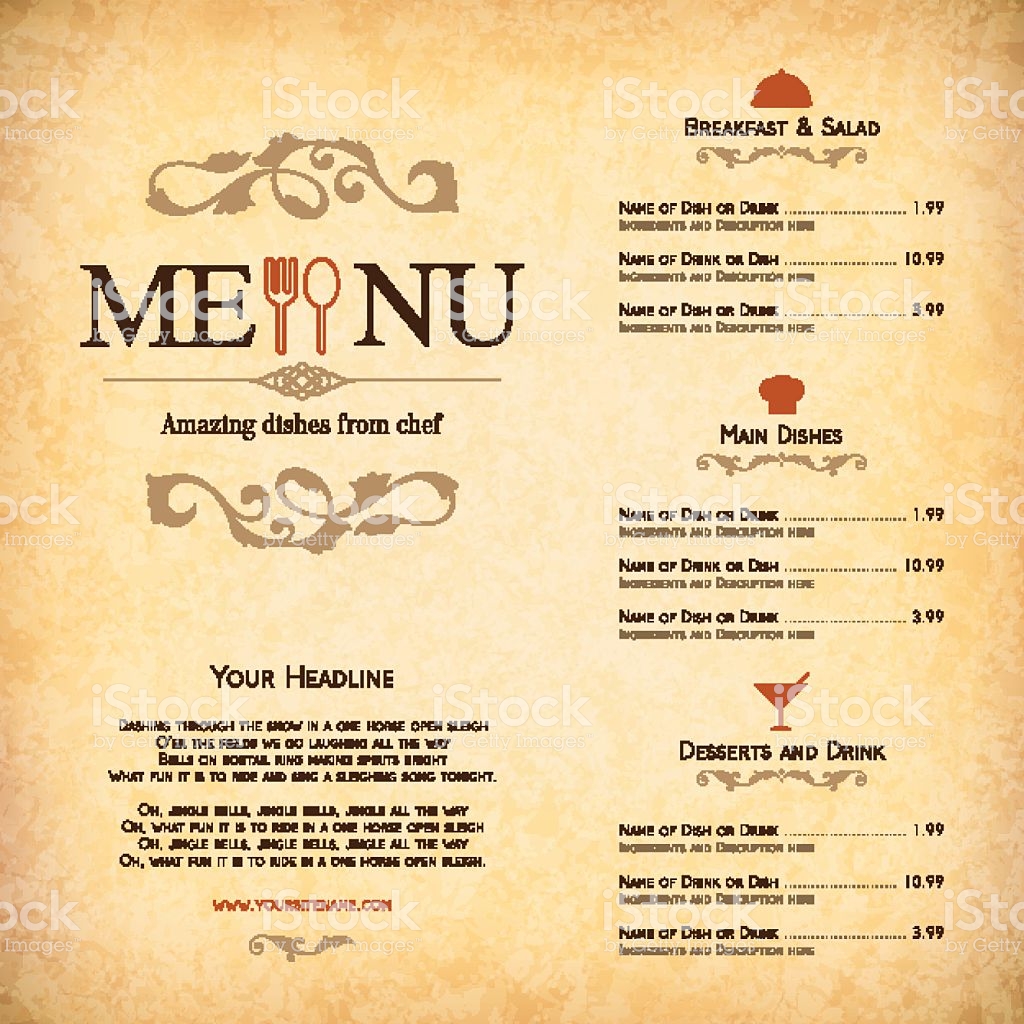 MENU
Amazing dishes from chef
Your Headline
Dashing through the snow in a one horse open sleigh
O'er the fields we go laughing all the way
Bells on bobtail ring making spirits bright
What fun it is to ride and sing a sleighing song tonight.
Oh, jingle bells, jingle bells, jingle all the way
Oh, what fun it is to ride in a one horse open sleigh
Oh, jingle bells, jingle bells, jingle all the way
Oh, what fun it is to ride in a one horse open sleigh.
www.yoursitename.com
Breakfast & Salad
Name of Dish or Drink 1.99
Ingredients and Description here
Name of Drink or Dish 10.99
Ingredients and Description here
Name of Dish or Drink 3.99
Ingredients and Description here
Main Dishes
Name of Dish or Drink 1.99
Ingredients and Description here
Name of Drink or Dish 10.99
Ingredients and Description here
Name of Dish or Drink 3.99
Ingredients and Description here
Desserts and Drink
Name of Dish or Drink 1.99
Ingredients and Description here
Name of Drink or Dish 10.99
Ingredients and Description here
Name of Dish or Drink 3.99
Ingredients and Description here
iStock
by Getty Images